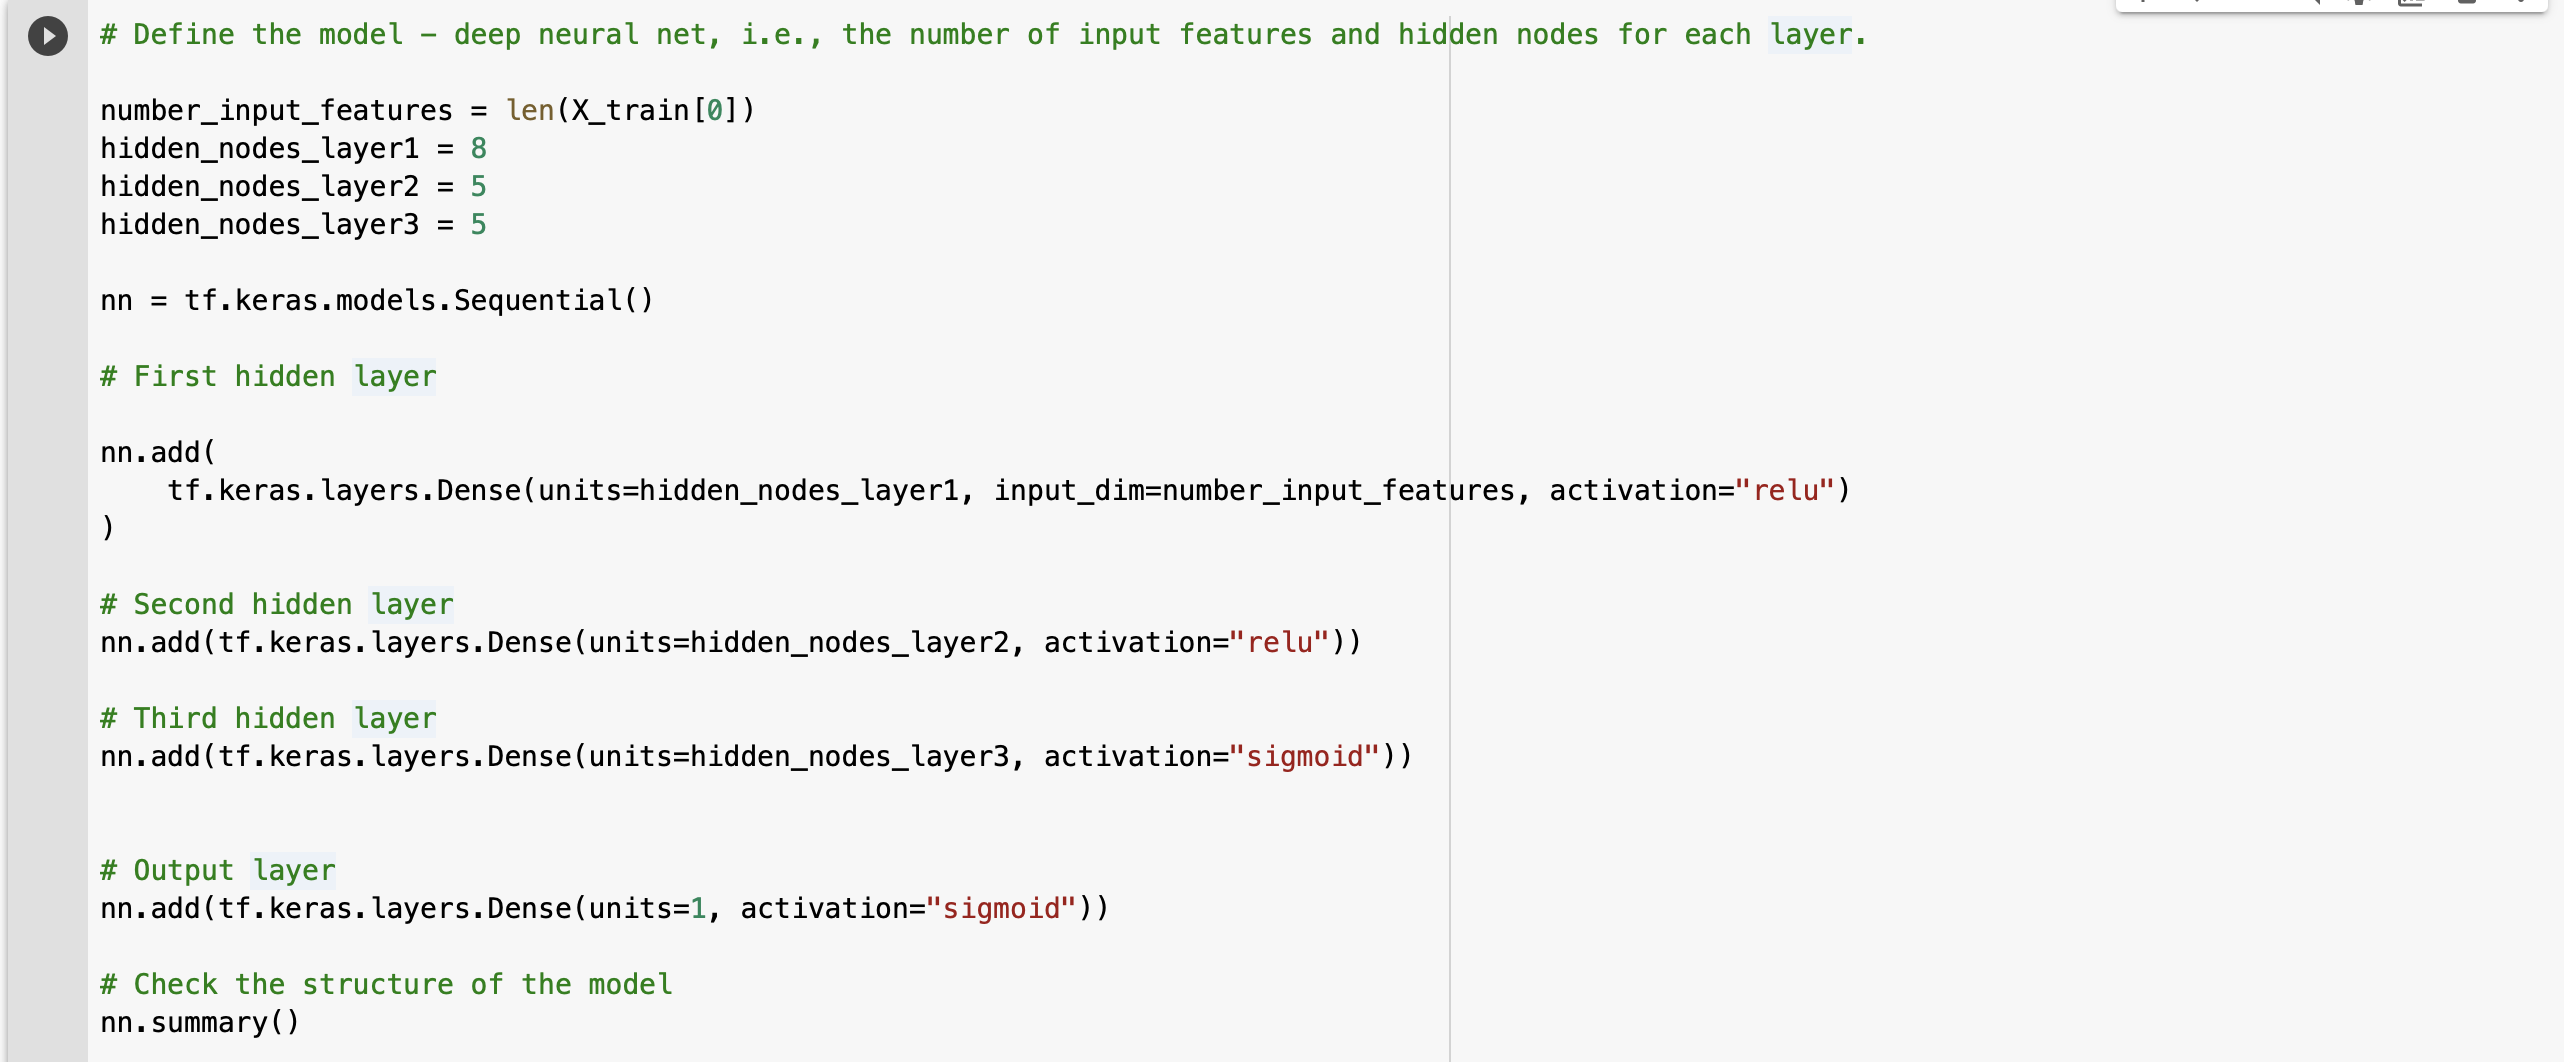 # Define the model – deep neural net, i.e., the number of input features and hidden nodes for each layer.
number_input_features = len(X_train[0])
hidden_nodes_layer1 = 8
hidden_nodes_layer2 = 5
hidden_nodes_layer3 = 5
nn = tf.keras.models.Sequential()
# First hidden layer
nn.add(
    tf.keras.layers.Dense(units=hidden_nodes_layer1, input_dim=number_input_features, activation="relu")
)
# Second hidden layer
nn.add(tf.keras.layers.Dense(units=hidden_nodes_layer2, activation="relu"))
# Third hidden layer
nn.add(tf.keras.layers.Dense(units=hidden_nodes_layer3, activation="sigmoid"))
# Output layer
nn.add(tf.keras.layers.Dense(units=1, activation="sigmoid"))
# Check the structure of the model
nn.summary()